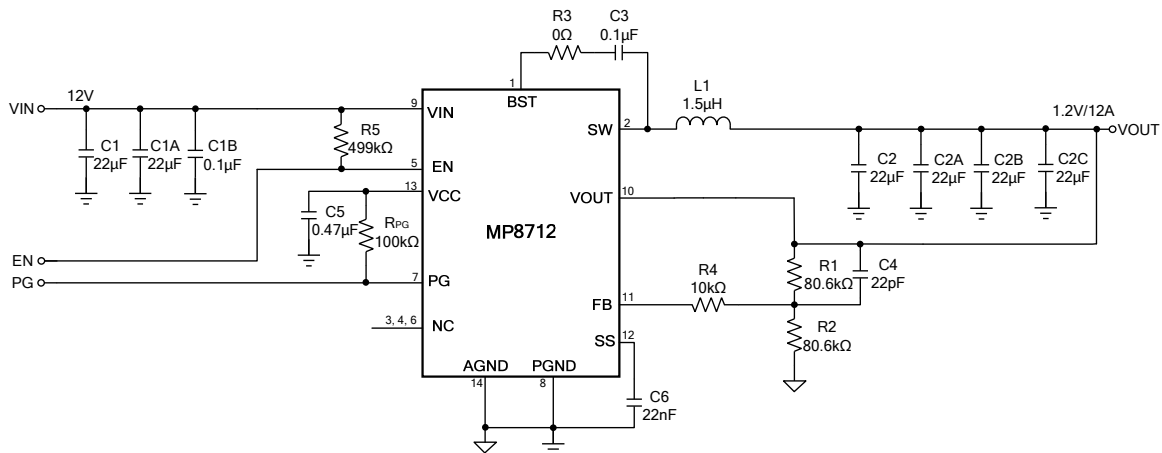 R3
0Ω
C3
0.1µF
1
BST
VIN
12V
9
VIN
C1
22µF
C1A
22µF
C1B
0.1µF
R5
499kΩ
5
EN
13
VCC
C5
0.47µF
RPG
100kΩ
EN
PG
7
PG
3, 4, 6
NC
MP8712
SW
2
L1
1.5µH
1.2V/12A
VOUT
C2
22µF
C2A
22µF
C2B
22µF
C2C
22µF
VOUT
10
R1
80.6kΩ
C4
22pF
R4
10kΩ
FB
11
R2
80.6kΩ
SS
12
AGND
14
PGND
8
C6
22nF